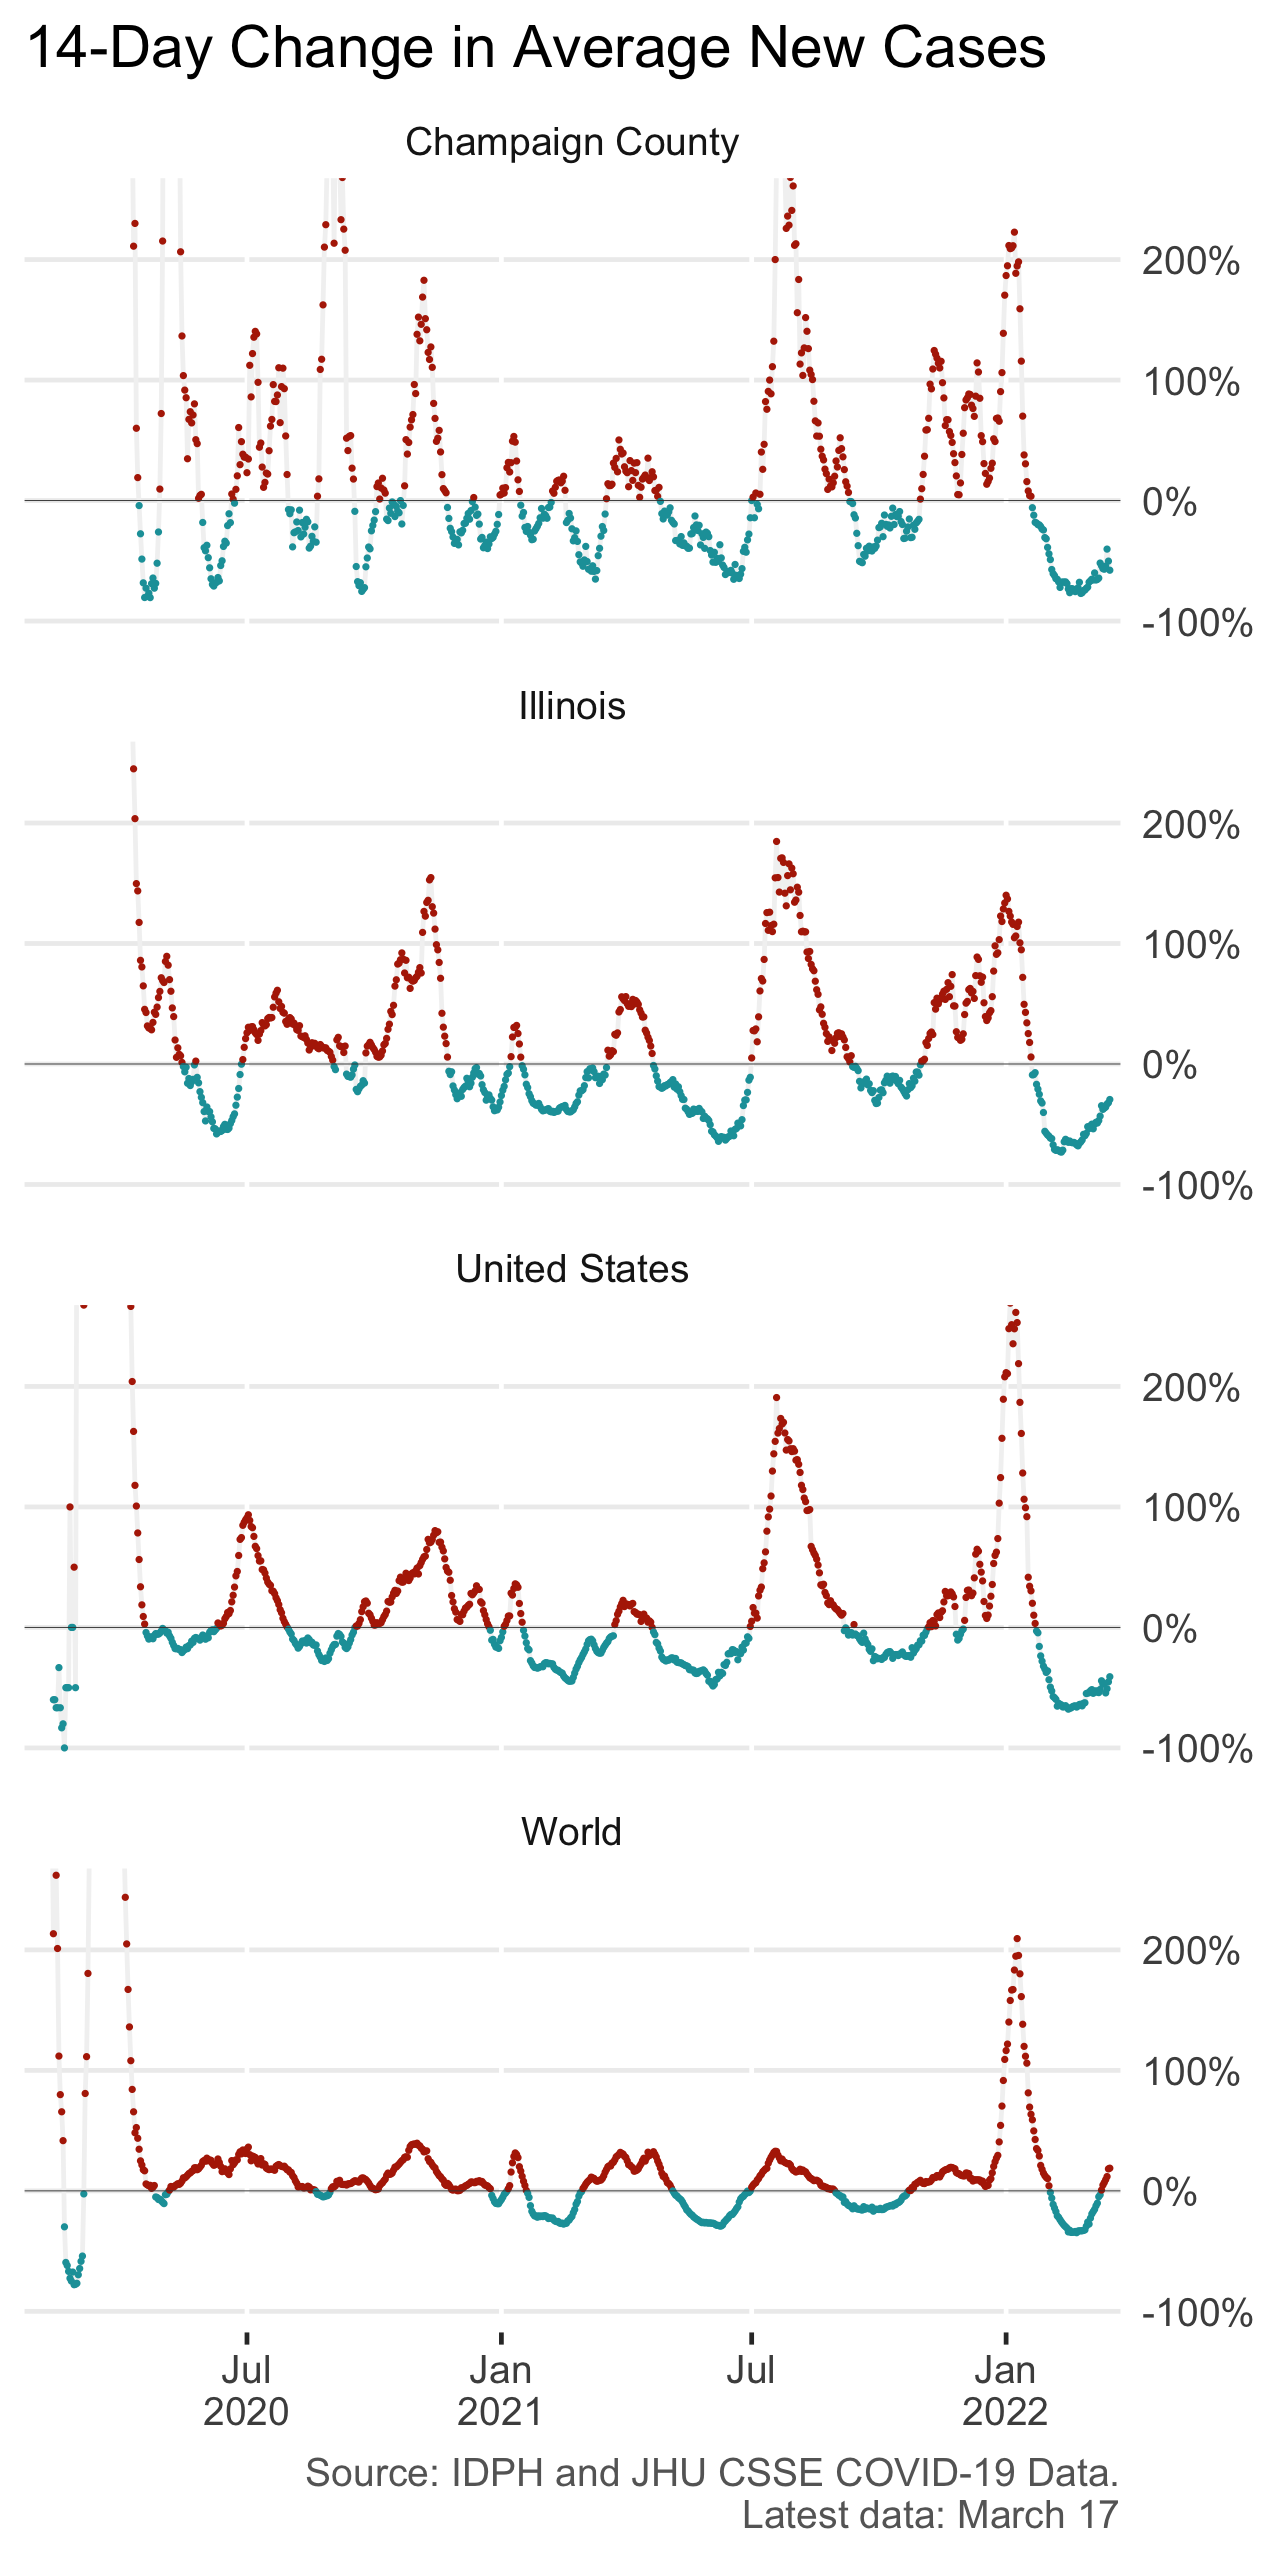 14-Day Change in Average New Cases
Champaign County
200%
100%
0%
-100%
Illinois
200%
100%
0%
-100%
United States
200%
100%
0%
-100%
World
200%
100%
0%
-100%
Jul Jan Jul Jan
2020 2021 2022
Source: IDPH and JHU CSSE COVID-19 Data.
Latest data: March 17